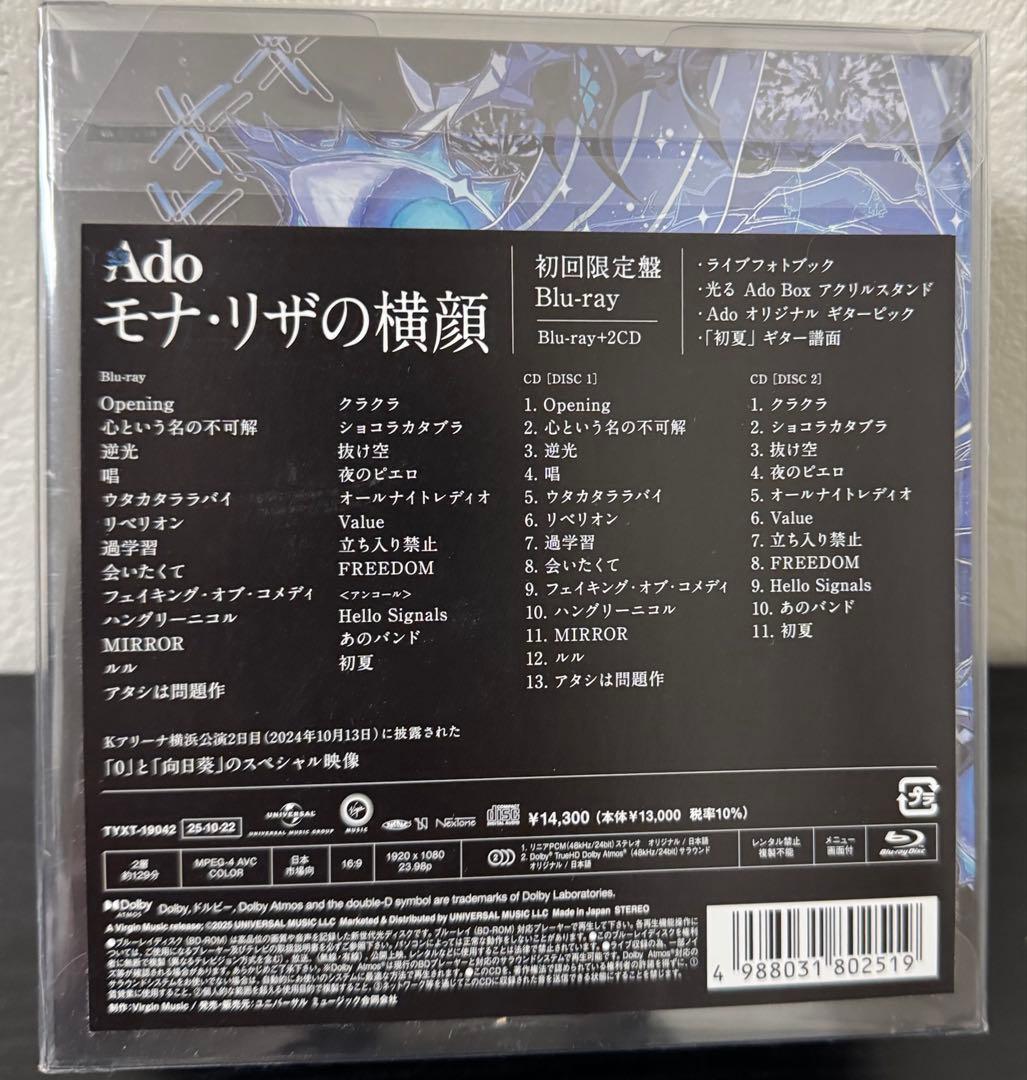 Ado
モナ・リザの横顔
初回限定盤
Blu-ray
Blu-ray+2CD
・ライブフォトブック
・光る Ado Box アクリルスタンド
・Ado オリジナル ギターピック
・「初夏」ギター譜面
Blu-ray
Opening
心という名の不可解
逆光
唱
ウタカタララバイ
リベリオン
過学習
会いたくて
フェイキング・オブ・コメディ
ハングリーニコル
MIRROR
ルル
アタシは問題作
クラクラ
ショコラカタブラ
抜け空
夜のピエロ
オールナイトレディオ
Value
立ち入り禁止
FREEDOM
<アンコール>
Hello Signals
あのバンド
初夏
CD [DISC 1]
1. Opening
2. 心という名の不可解
3. 逆光
4. 唱
5. ウタカタララバイ
6. リベリオン
7. 過学習
8. 会いたくて
9. フェイキング・オブ・コメディ
10. ハングリーニコル
11. MIRROR
12. ルル
13. アタシは問題作
CD [DISC 2]
1. クラクラ
2. ショコラカタブラ
3. 抜け空
4. 夜のピエロ
5. オールナイトレディオ
6. Value
7. 立ち入り禁止
8. FREEDOM
9. Hello Signals
10. あのバンド
11. 初夏
Kアリーナ横浜公演2日目(2024年10月13日)に披露された
「0」と「向日葵」のスペシャル映像
TYXT-19042 25-10-22
UNIVERSAL
UNIVERSAL MUSIC GROUP
Virgin
MUSIC
NexTone
COMPACT
disc
DIGITAL AUDIO
¥14,300 (本体¥13,000 税率10%)
プラ
2層
約129分
MPEG-4 AVC
COLOR
日本
市場向
16:9
1920 x 1080
23.98p
2
1. リニアPCM(48kHz/24bit) ステレオ オリジナル / 日本語
2. Dolby® TrueHD Dolby Atmos® (48kHz/24bit) サラウンド
オリジナル / 日本語
レンタル禁止
複製不能
メニュー
画面付
Blu-ray Disc
Dolby
ATMOS
Dolby, ドルビー, Dolby Atmos and the double-D symbol are trademarks of Dolby Laboratories.
A Virgin Music release; ©2025 UNIVERSAL MUSIC LLC Marketed & Distributed by UNIVERSAL MUSIC LLC Made in Japan STEREO
制作：Virgin Music / 発売・販売元：ユニバーサル ミュージック合同会社
4 988031 802519